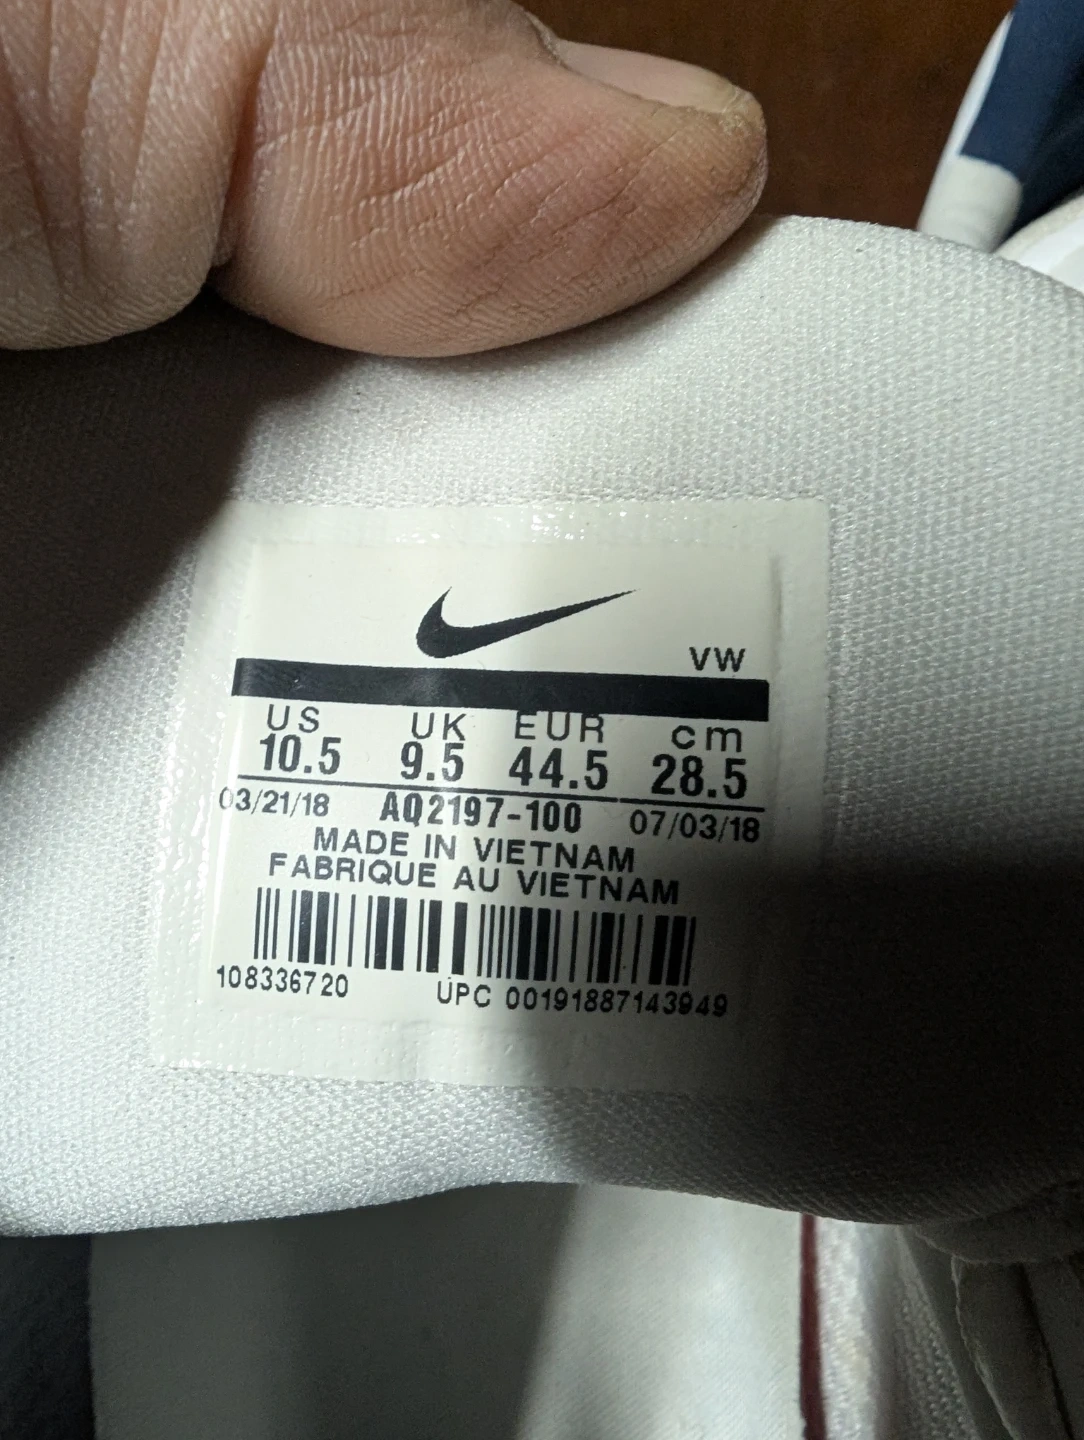 VW
US UK EUR cm
10.5 9.5 44.5 28.5
03/21/18 AQ2197-100 07/03/18
MADE IN VIETNAM
FABRIQUE AU VIETNAM
108336720 UPC 00191887143949